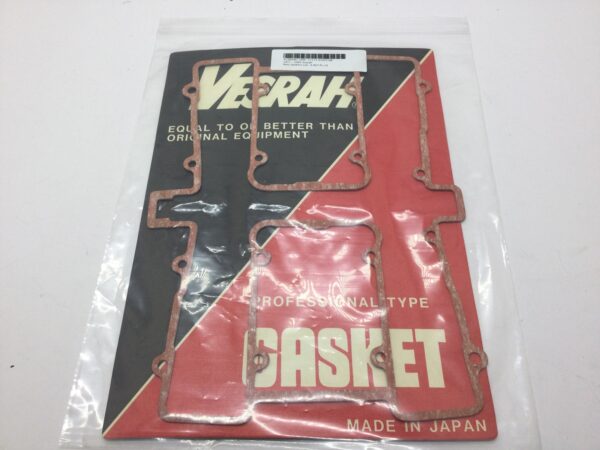 VESRAH®
EQUAL TO OR BETTER THAN
ORIGINAL EQUIPMENT
PROFESSIONAL TYPE
GASKET
MADE IN JAPAN